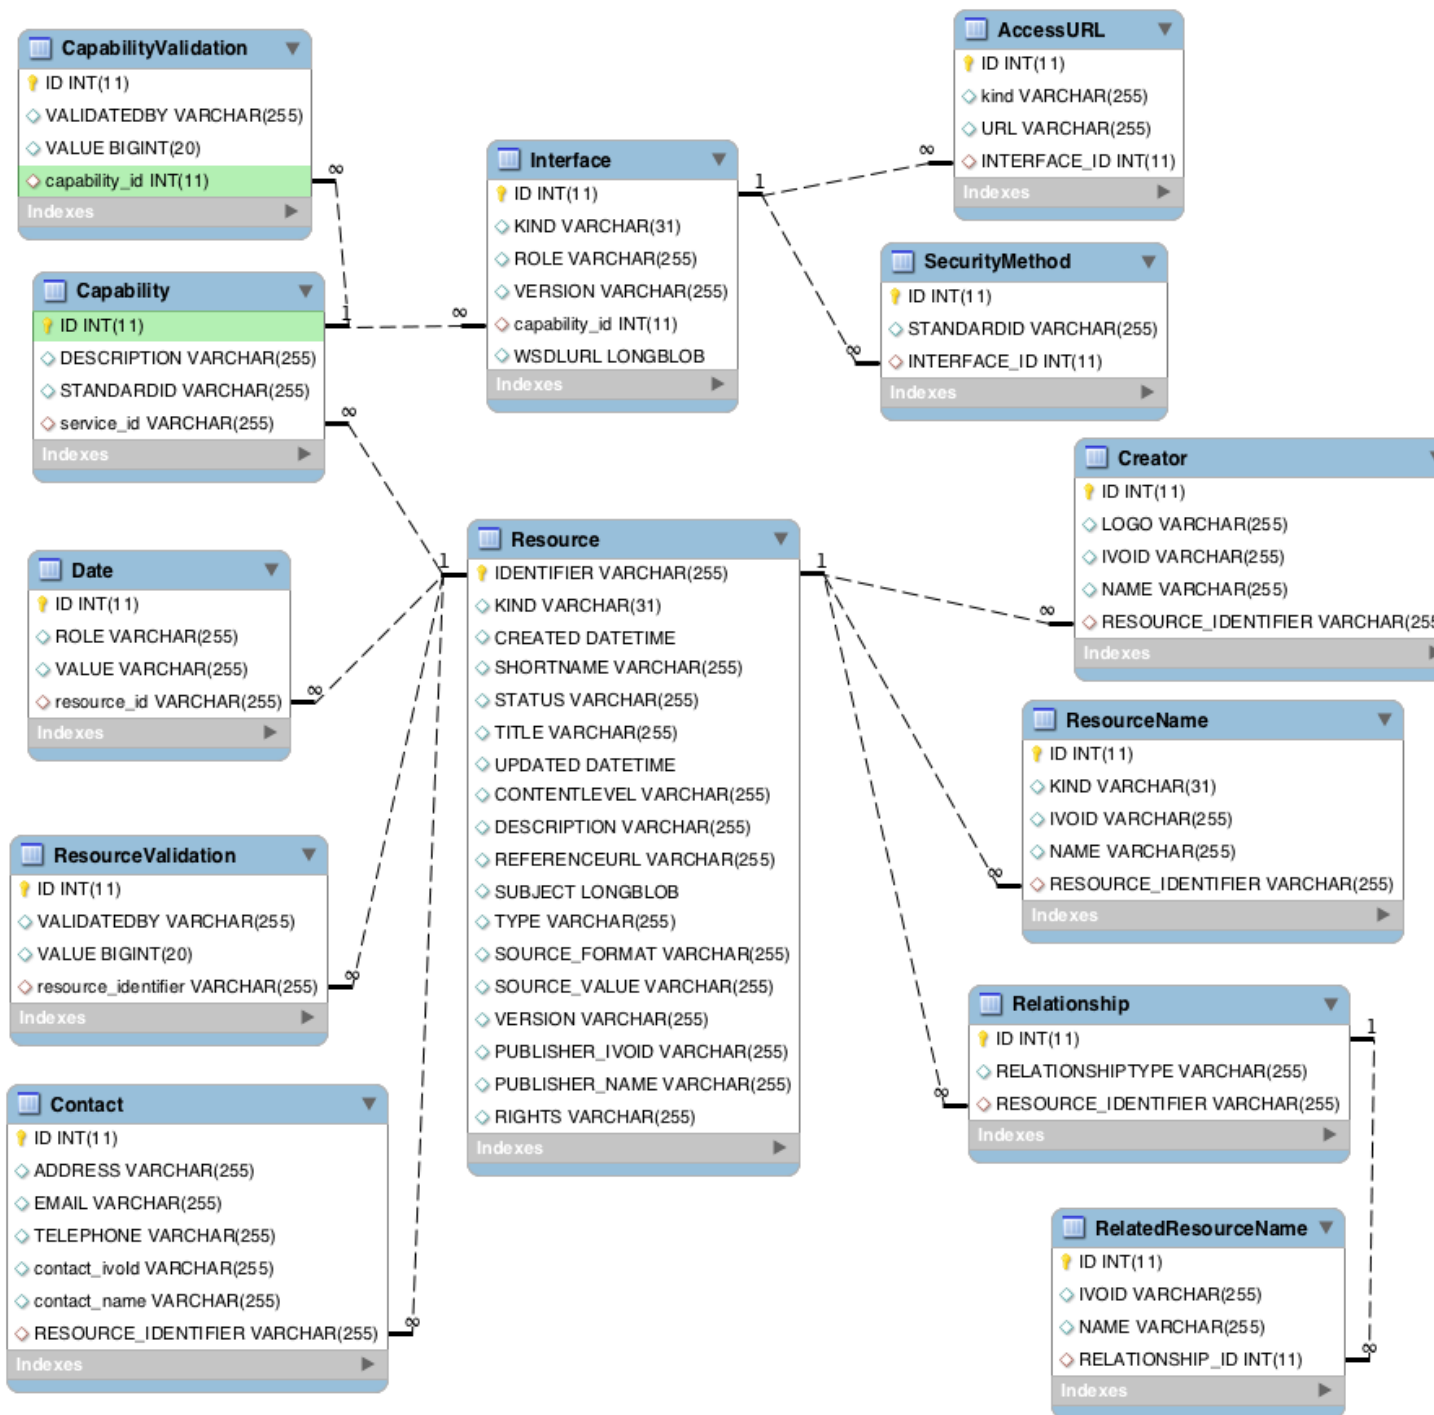 CapabilityValidation
ID INT(11)
VALIDATEDBY VARCHAR(255)
VALUE BIGINT(20)
capability_id INT(11)
Indexes
∞
Capability
ID INT(11)
DESCRIPTION VARCHAR(255)
STANDARDID VARCHAR(255)
service_id VARCHAR(255)
Indexes
1
∞
∞
Interface
ID INT(11)
KIND VARCHAR(31)
ROLE VARCHAR(255)
VERSION VARCHAR(255)
capability_id INT(11)
WSDLURL LONGBLOB
Indexes
1
∞
AccessURL
ID INT(11)
kind VARCHAR(255)
URL VARCHAR(255)
INTERFACE_ID INT(11)
Indexes
∞
SecurityMethod
ID INT(11)
STANDARDID VARCHAR(255)
INTERFACE_ID INT(11)
Indexes
Date
ID INT(11)
ROLE VARCHAR(255)
VALUE VARCHAR(255)
resource_id VARCHAR(255)
Indexes
∞
ResourceValidation
ID INT(11)
VALIDATEDBY VARCHAR(255)
VALUE BIGINT(20)
resource_identifier VARCHAR(255)
Indexes
∞
Contact
ID INT(11)
ADDRESS VARCHAR(255)
EMAIL VARCHAR(255)
TELEPHONE VARCHAR(255)
contact_ivoId VARCHAR(255)
contact_name VARCHAR(255)
RESOURCE_IDENTIFIER VARCHAR(255)
Indexes
∞
1
Resource
IDENTIFIER VARCHAR(255)
KIND VARCHAR(31)
CREATED DATETIME
SHORTNAME VARCHAR(255)
STATUS VARCHAR(255)
TITLE VARCHAR(255)
UPDATED DATETIME
CONTENTLEVEL VARCHAR(255)
DESCRIPTION VARCHAR(255)
REFERENCEURL VARCHAR(255)
SUBJECT LONGBLOB
TYPE VARCHAR(255)
SOURCE_FORMAT VARCHAR(255)
SOURCE_VALUE VARCHAR(255)
VERSION VARCHAR(255)
PUBLISHER_IVOID VARCHAR(255)
PUBLISHER_NAME VARCHAR(255)
RIGHTS VARCHAR(255)
Indexes
1
∞
Creator
ID INT(11)
LOGO VARCHAR(255)
IVOID VARCHAR(255)
NAME VARCHAR(255)
RESOURCE_IDENTIFIER VARCHAR(255
Indexes
∞
ResourceName
ID INT(11)
KIND VARCHAR(31)
IVOID VARCHAR(255)
NAME VARCHAR(255)
RESOURCE_IDENTIFIER VARCHAR(255)
Indexes
∞
Relationship
ID INT(11)
RELATIONSHIPTYPE VARCHAR(255)
RESOURCE_IDENTIFIER VARCHAR(255)
Indexes
1
RelatedResourceName
ID INT(11)
IVOID VARCHAR(255)
NAME VARCHAR(255)
RELATIONSHIP_ID INT(11)
Indexes
∞